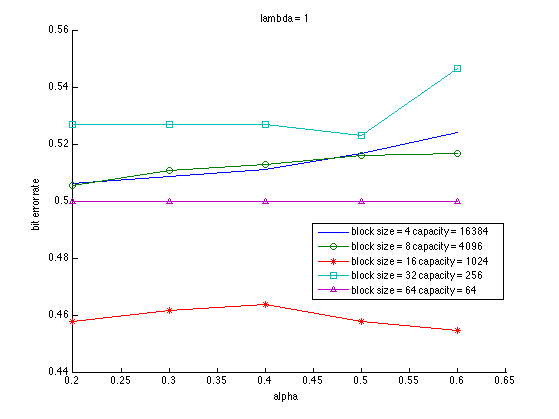 lambda = 1
0.56
0.54
0.52
0.5
0.48
0.46
0.44
bit error rate
block size = 4 capacity = 16384
block size = 8 capacity = 4096
block size = 16 capacity = 1024
block size = 32 capacity = 256
block size = 64 capacity = 64
0.2 0.25 0.3 0.35 0.4 0.45 0.5 0.55 0.6 0.65
alpha